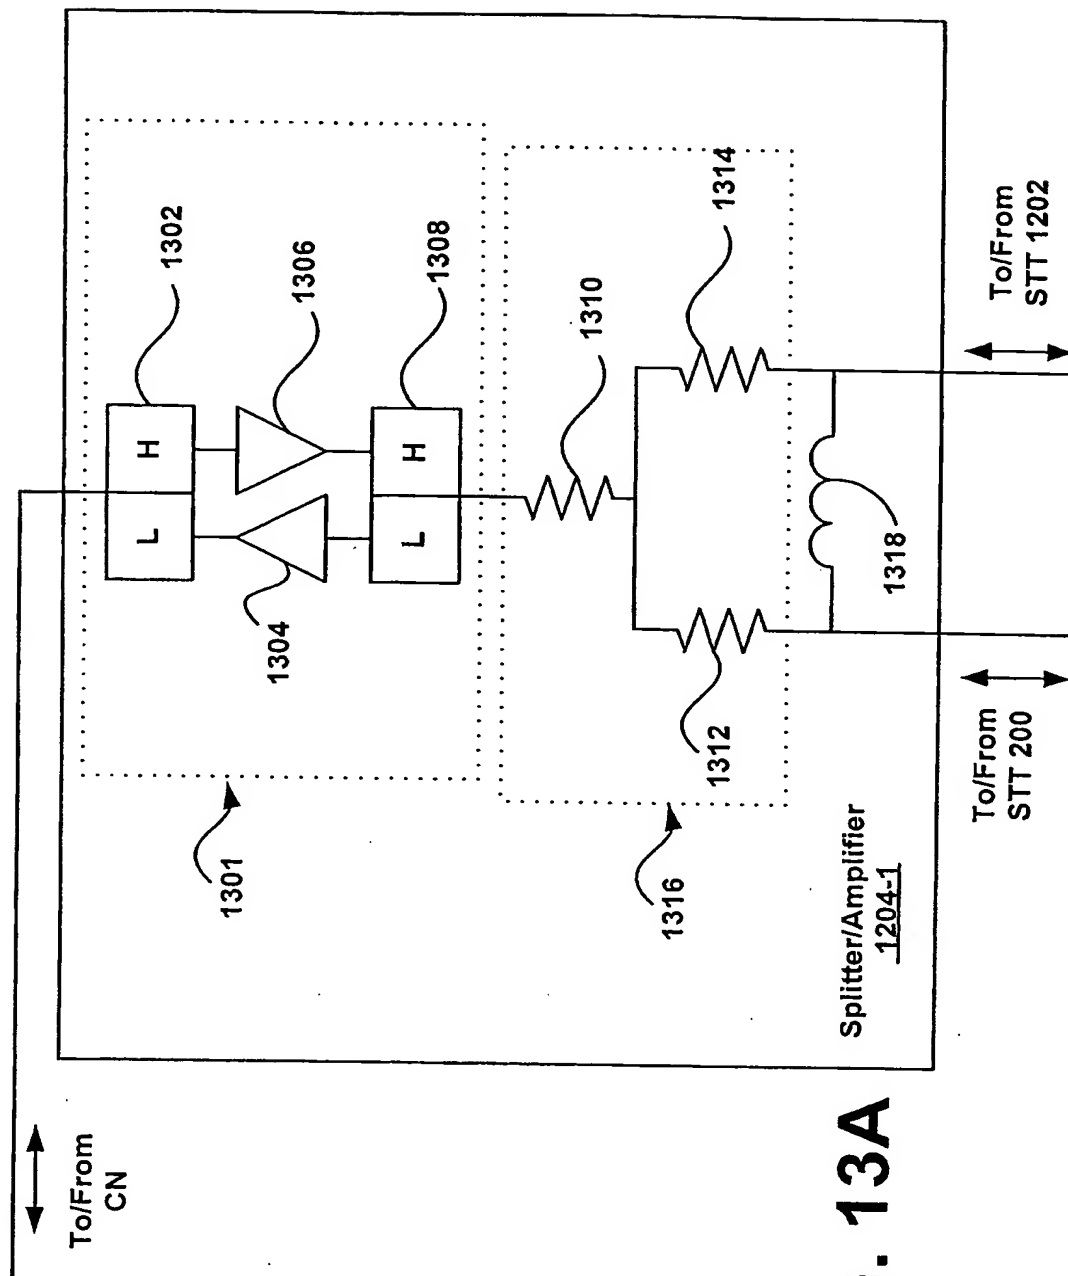 To/From
CN
1301
1302
H
L
1306
1304
H
L
1308
1310
1314
1312
1316
1318
Splitter/Amplifier
1204-1
To/From
STT 200
To/From
STT 1202
. 13A